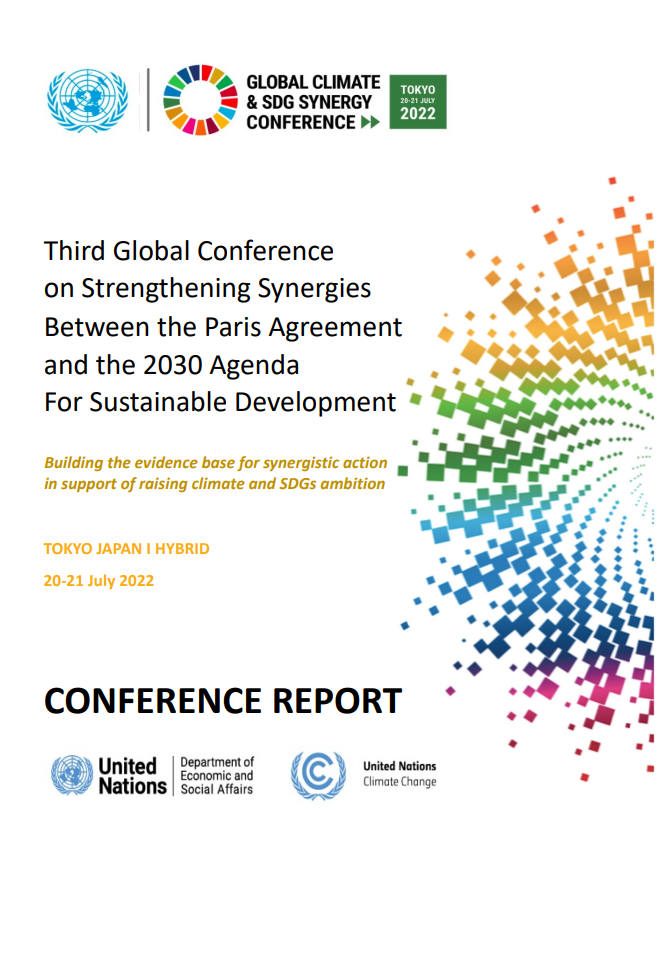 GLOBAL CLIMATE
& SDG SYNERGY
CONFERENCE
TOKYO
20-21 JULY
2022
Third Global Conference
on Strengthening Synergies
Between the Paris Agreement
and the 2030 Agenda
For Sustainable Development
Building the evidence base for synergistic action
in support of raising climate and SDGs ambition
TOKYO JAPAN I HYBRID
20-21 July 2022
CONFERENCE REPORT
United
Nations
Department of
Economic and
Social Affairs
United Nations
Climate Change